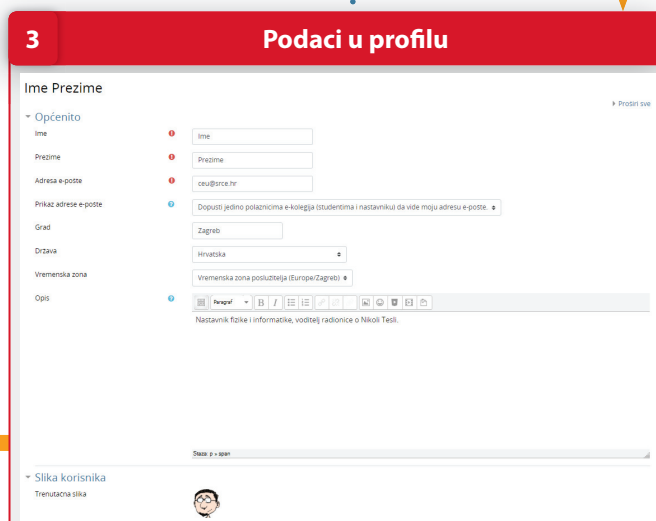 3
Podaci u profilu
Ime Prezime
Proširi sve
Općenito
Ime
Ime
Prezime
Prezime
Adresa e-pošte
ceu@srce.hr
Prikaz adrese e-pošte
Dopusti jedino polaznicima e-kolegija (studentima i nastavniku) da vide moju adresu e-pošte.
Grad
Zagreb
Država
Hrvatska
Vremenska zona
Vremenska zona poslužitelja (Europe/Zagreb)
Opis
Paragraf
B I
Nastavnik fizike i informatike, voditelj radionice o Nikoli Tesli.
Staza: p » span
Slika korisnika
Trenutačna slika